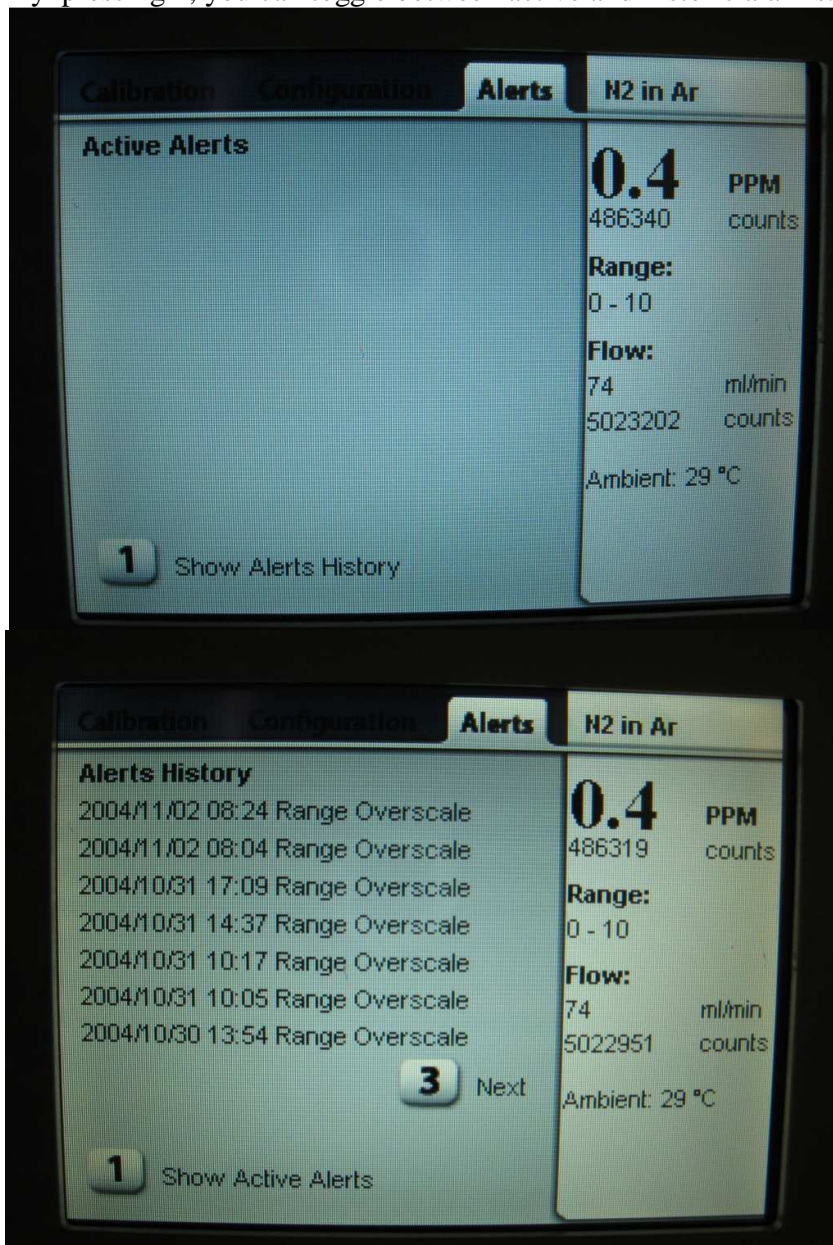 Calibration Configuration Alerts N2 in Ar
Active Alerts
0.4 PPM
486340 counts
Range:
0 - 10
Flow:
74 ml/min
5023202 counts
Ambient: 29 °C
1 Show Alerts History
Calibration Configuration Alerts N2 in Ar
Alerts History
2004/11/02 08:24 Range Overscale
2004/11/02 08:04 Range Overscale
2004/10/31 17:09 Range Overscale
2004/10/31 14:37 Range Overscale
2004/10/31 10:17 Range Overscale
2004/10/31 10:05 Range Overscale
2004/10/30 13:54 Range Overscale
3 Next
1 Show Active Alerts
0.4 PPM
486319 counts
Range:
0 - 10
Flow:
74 ml/min
5022951 counts
Ambient: 29 °C